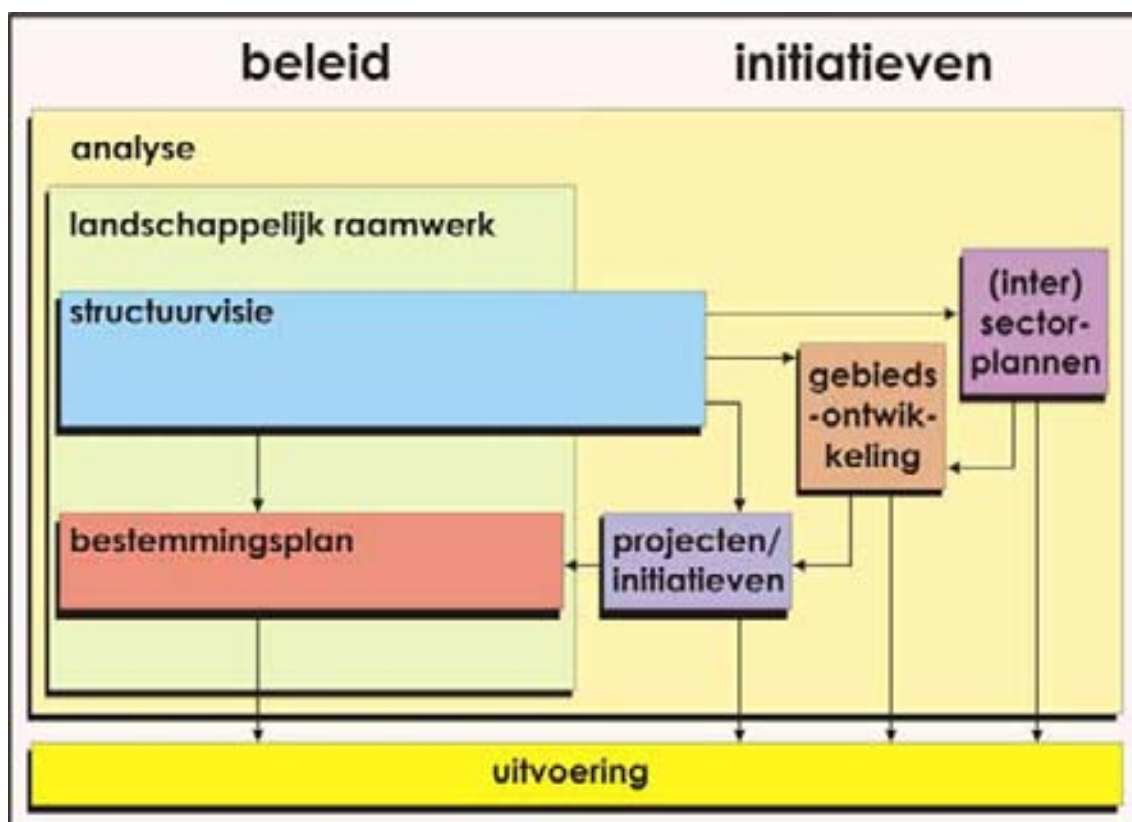 beleid
initiatieven
analyse
landschappelijk raamwerk
structuurvisie
(inter)
sector-
plannen
gebieds
-ontwik-
keling
bestemmingsplan
projecten/
initiatieven
uitvoering